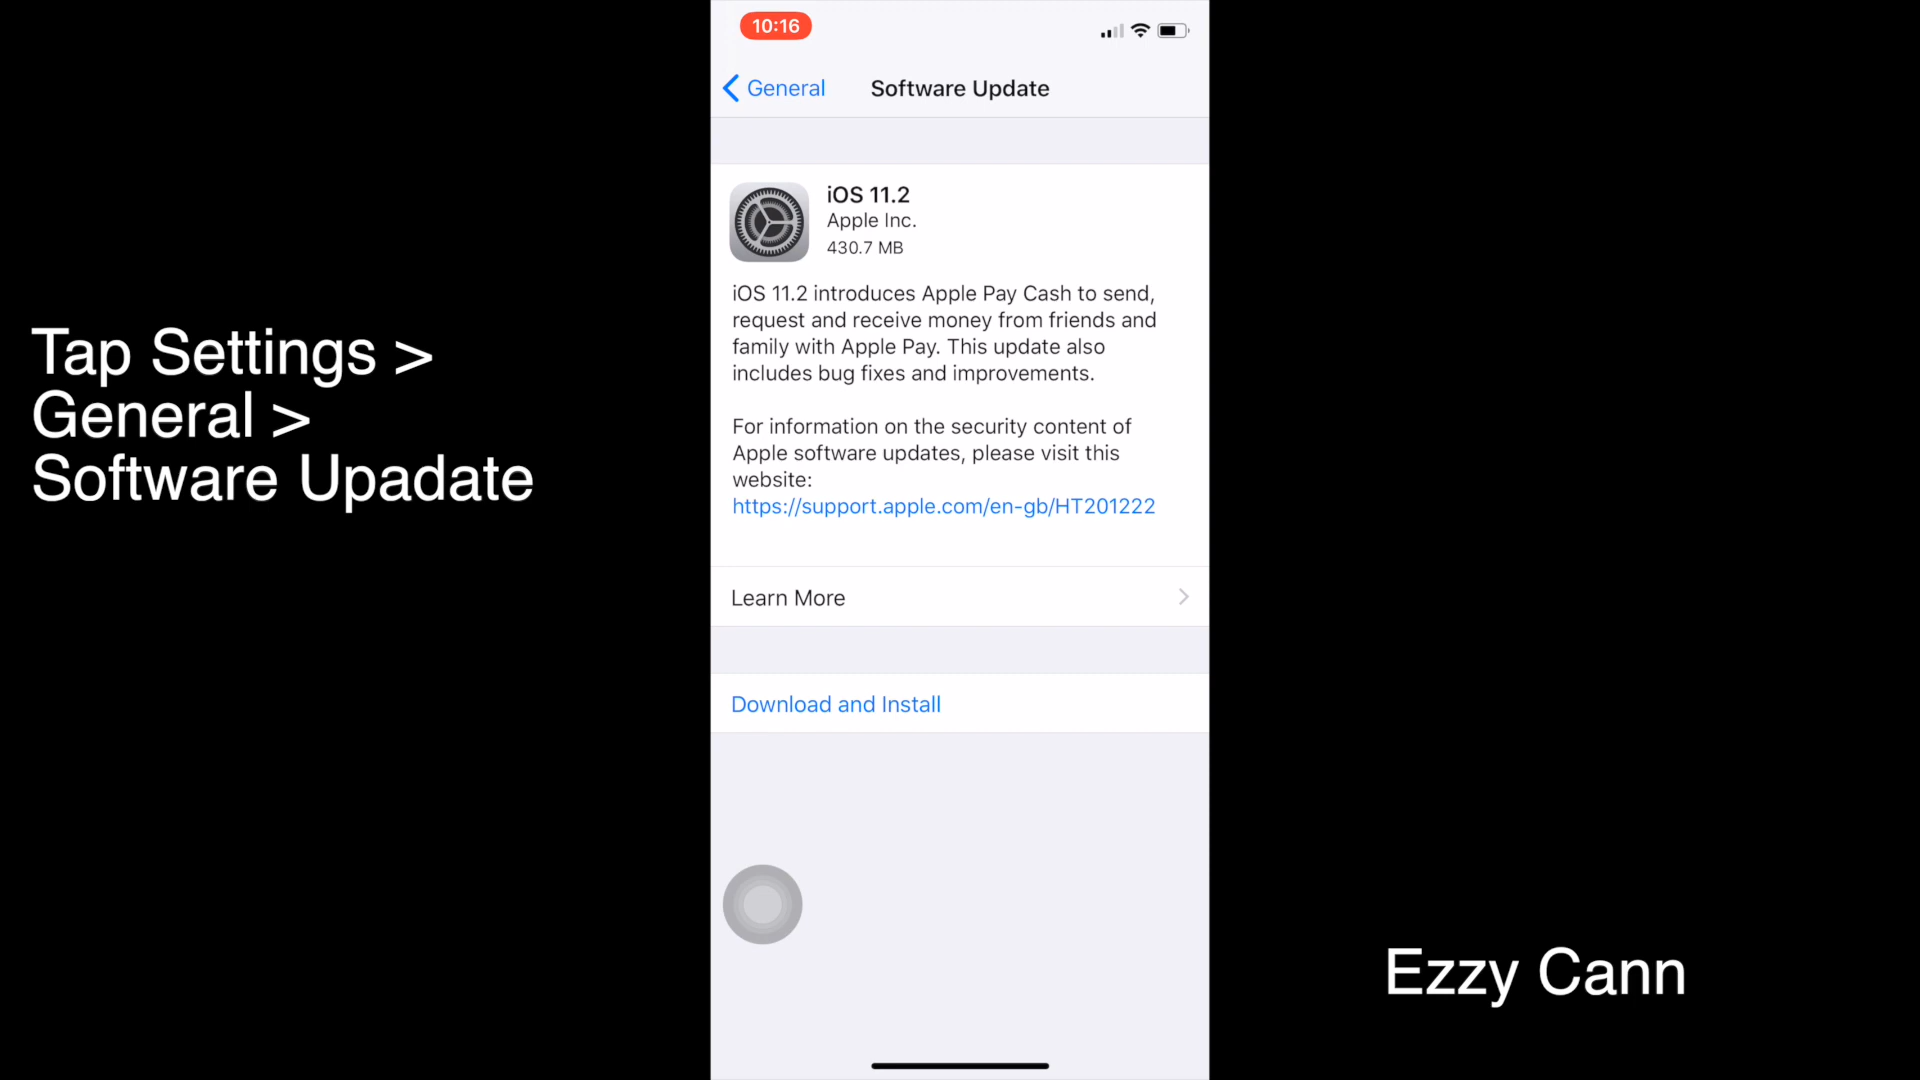 10:16
General
Software Update
iOS 11.2
Apple Inc.
430.7 MB
iOS 11.2 introduces Apple Pay Cash to send,
request and receive money from friends and
family with Apple Pay. This update also
includes bug fixes and improvements.
For information on the security content of
Apple software updates, please visit this
website:
https://support.apple.com/en-gb/HT201222
Learn More
Download and Install
Tap Settings >
General >
Software Upadate
Ezzy Cann